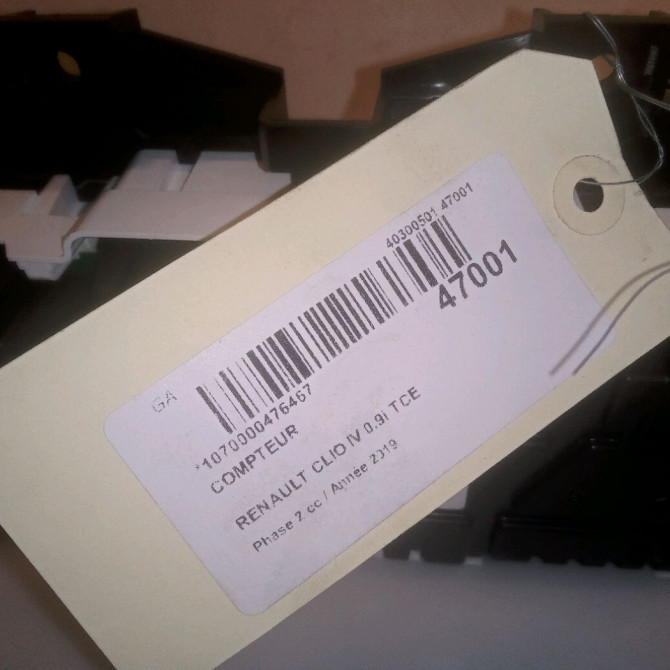 40300501 47001
47001
GA
*1070000476467
COMPTEUR
RENAULT CLIO IV 0.9i TCE
Phase 2 cc / Année 2019